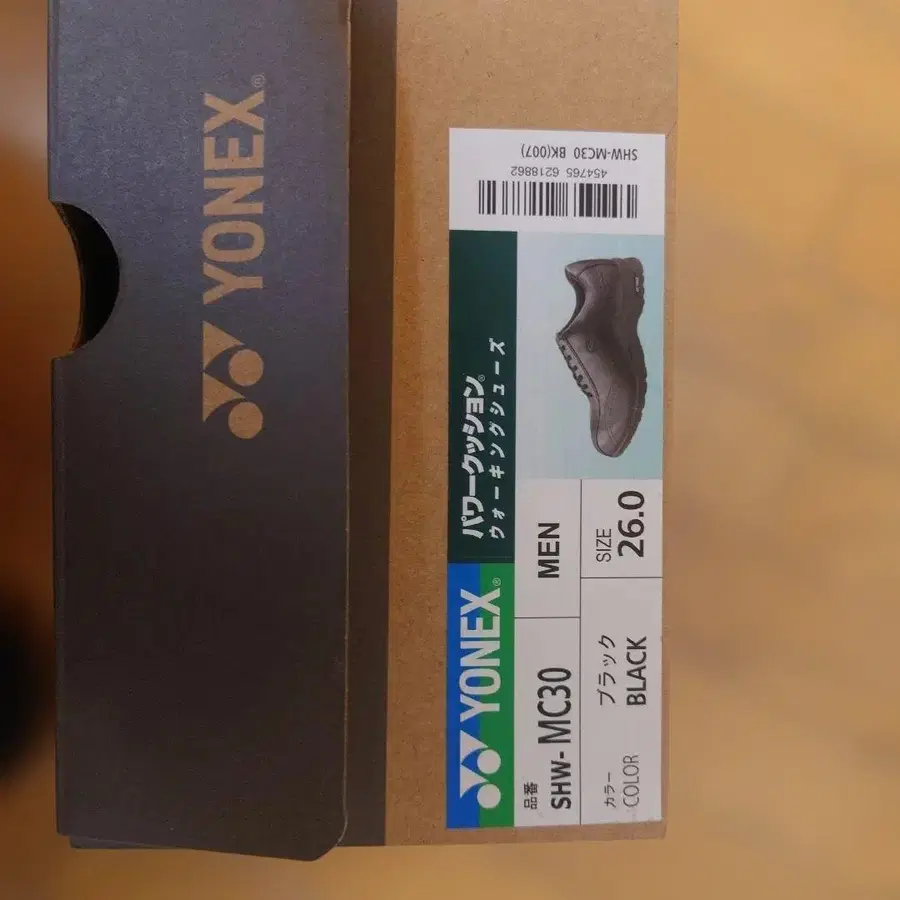 YONEX®
YONEX®
パワークッション®
ウォーキングシューズ
品番
SHW- MC30
MEN
カラー
COLOR
ブラック
BLACK
SIZE
26.0
454765 6218862
SHW-MC30 BK(007)